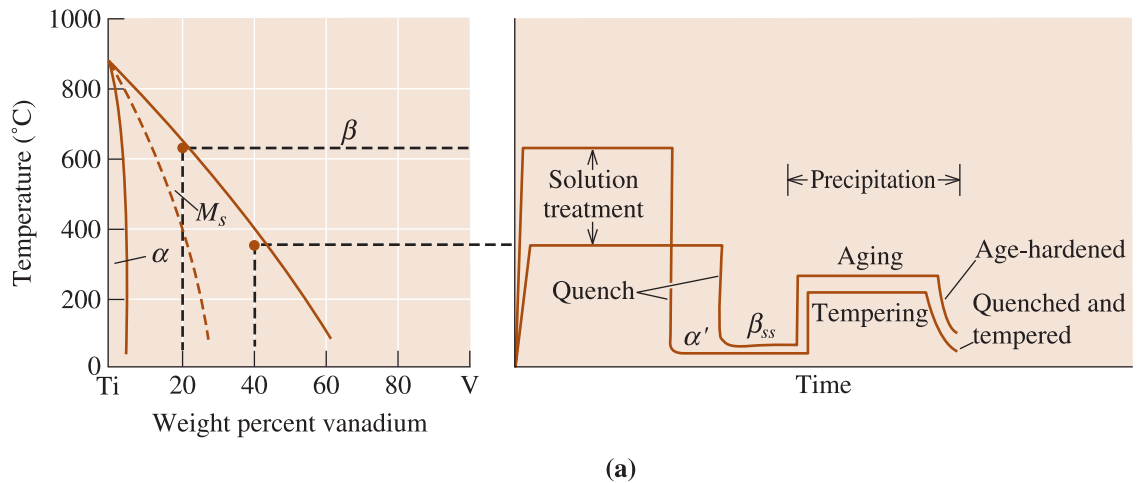 1000
800
600
400
200
0
Temperature (˚C)
β
Mₛ
α
Ti
20
40
60
80
V
Weight percent vanadium
Solution
treatment
Precipitation
Quench
α'
βₛₛ
Aging
Tempering
Age-hardened
Quenched and
tempered
Time
(a)